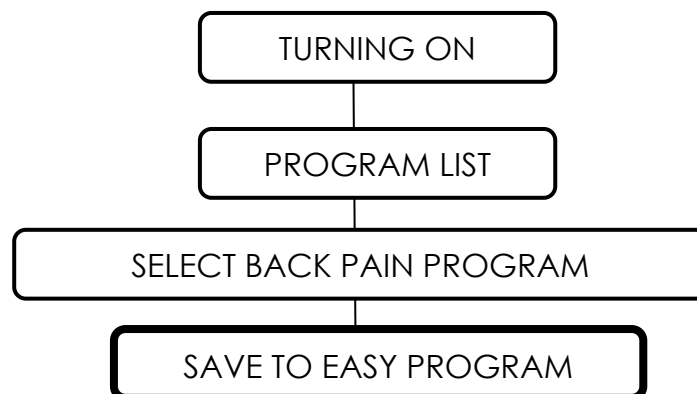 TURNING ON
PROGRAM LIST
SELECT BACK PAIN PROGRAM
SAVE TO EASY PROGRAM